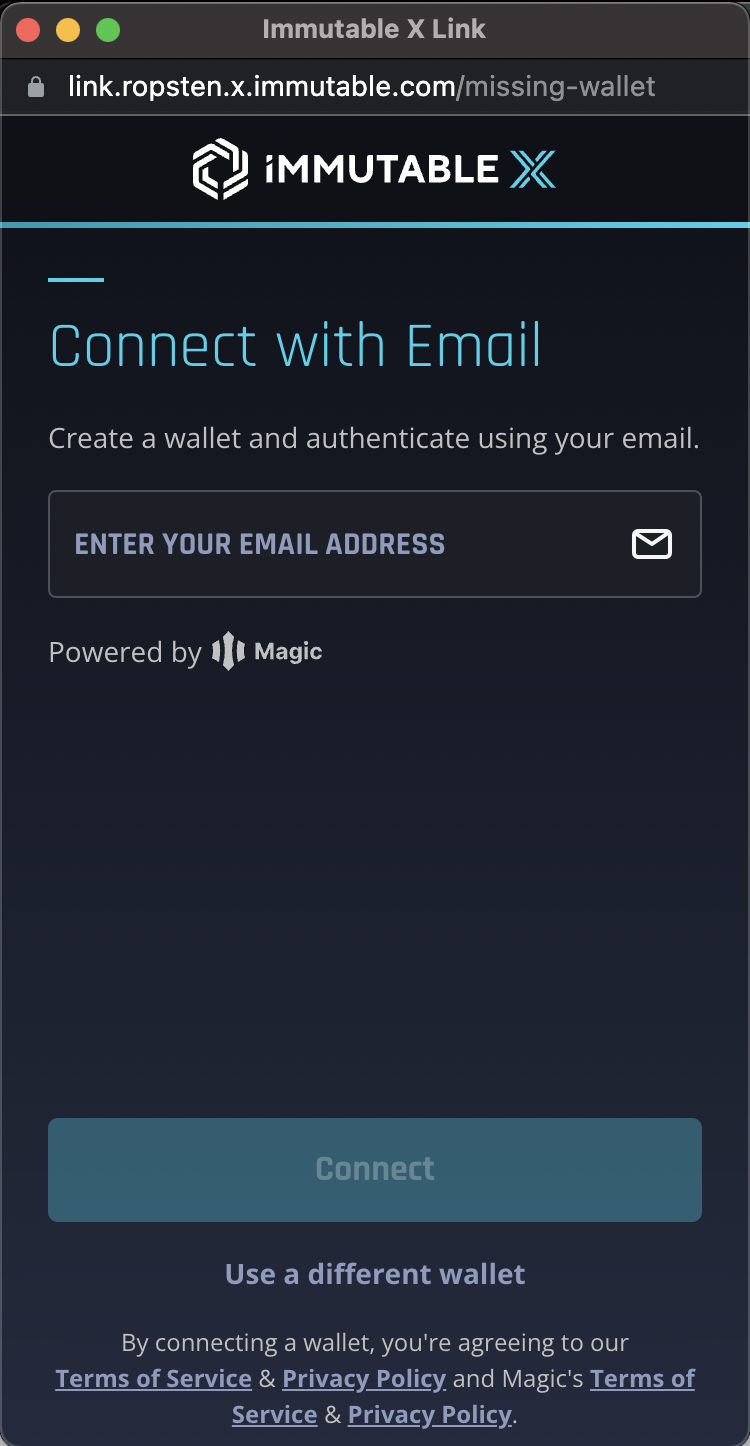 Immutable X Link
link.ropsten.x.immutable.com/missing-wallet
iMMUTABLE X
Connect with Email
Create a wallet and authenticate using your email.
ENTER YOUR EMAIL ADDRESS
Powered by Magic
Connect
Use a different wallet
By connecting a wallet, you're agreeing to our
Terms of Service & Privacy Policy and Magic's Terms of
Service & Privacy Policy.